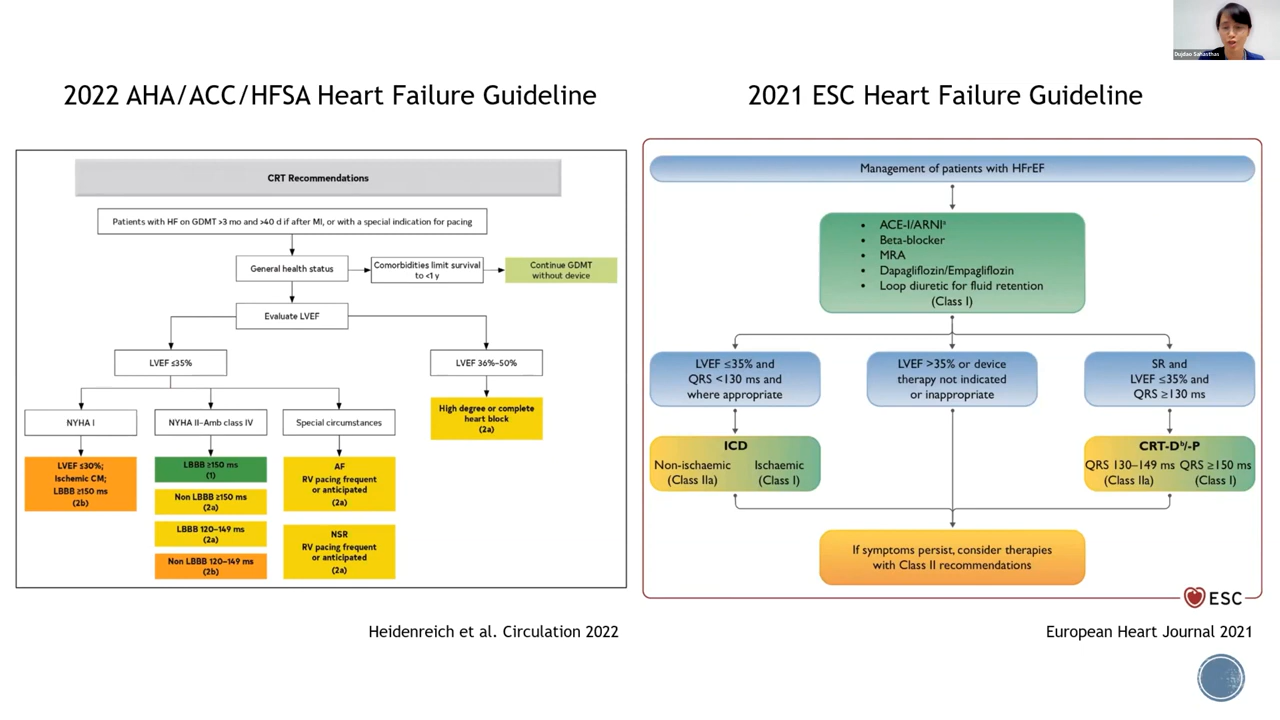 Dujdao Sahasthas
2022 AHA/ACC/HFSA Heart Failure Guideline
CRT Recommendations
Patients with HF on GDMT >3 mo and >40 d if after MI, or with a special indication for pacing
General health status
Comorbidities limit survival
to <1 y
Continue GDMT
without device
Evaluate LVEF
LVEF ≤35%
LVEF 36%–50%
High degree or complete
heart block
(2a)
NYHA I
NYHA II–Amb class IV
Special circumstances
LVEF ≤30%;
Ischemic CM;
LBBB ≥150 ms
(2b)
LBBB ≥150 ms
(1)
Non LBBB ≥150 ms
(2a)
LBBB 120–149 ms
(2a)
Non LBBB 120–149 ms
(2b)
AF
RV pacing frequent
or anticipated
(2a)
NSR
RV pacing frequent
or anticipated
(2a)
Heidenreich et al. Circulation 2022
2021 ESC Heart Failure Guideline
Management of patients with HFrEF
• ACE-I/ARNIᵃ
• Beta-blocker
• MRA
• Dapagliflozin/Empagliflozin
• Loop diuretic for fluid retention
(Class I)
LVEF ≤35% and
QRS <130 ms and
where appropriate
LVEF >35% or device
therapy not indicated
or inappropriate
SR and
LVEF ≤35% and
QRS ≥130 ms
ICD
Non-ischaemic Ischaemic
(Class IIa) (Class I)
CRT-Dᵇ/-P
QRS 130–149 ms QRS ≥150 ms
(Class IIa) (Class I)
If symptoms persist, consider therapies
with Class II recommendations
ESC
European Heart Journal 2021